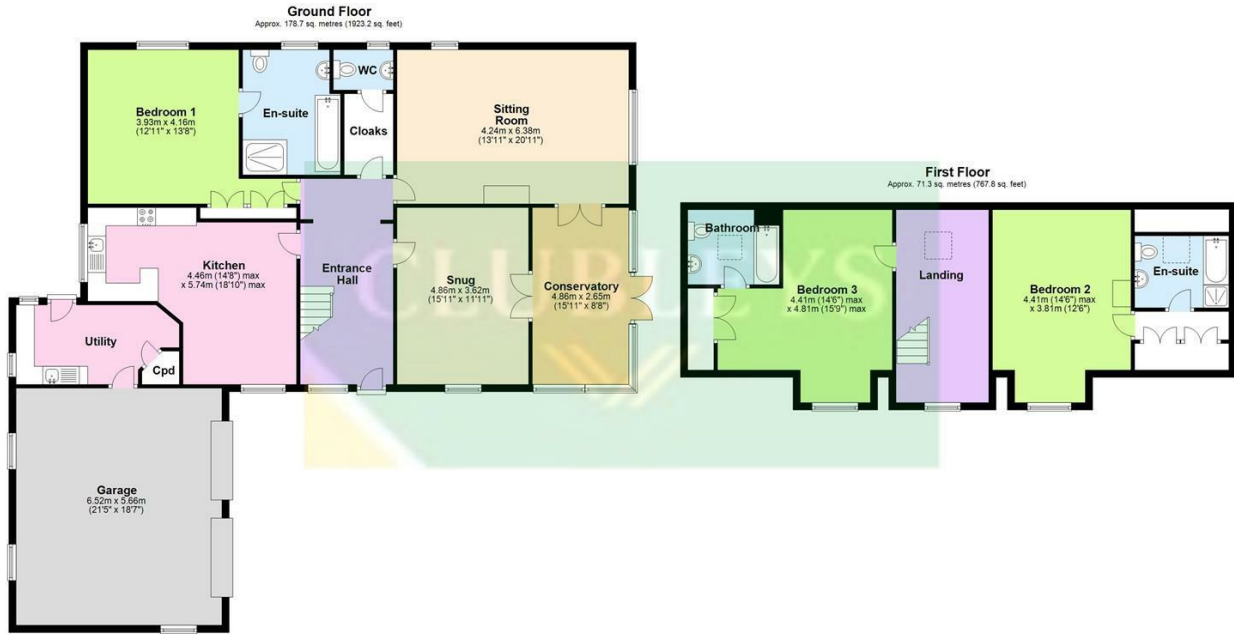 Ground Floor
Approx. 178.7 sq. metres (1923.2 sq. feet)
Bedroom 1
3.93m x 4.16m
(12'11" x 13'8")
En-suite
WC
Cloaks
Sitting
Room
4.24m x 6.38m
(13'11" x 20'11")
Kitchen
4.46m (14'8") max
x 5.74m (18'10") max
Entrance
Hall
Snug
4.86m x 3.62m
(15'11" x 11'11")
Conservatory
4.86m x 2.65m
(15'11" x 8'8")
Utility
Cpd
Garage
6.52m x 5.66m
(21'5" x 18'7")
CLUBLEYS
First Floor
Approx. 71.3 sq. metres (767.8 sq. feet)
Bathroom
Bedroom 3
4.41m (14'6") max
x 4.81m (15'9") max
Landing
Bedroom 2
4.41m (14'6") max
x 3.81m (12'6")
En-suite